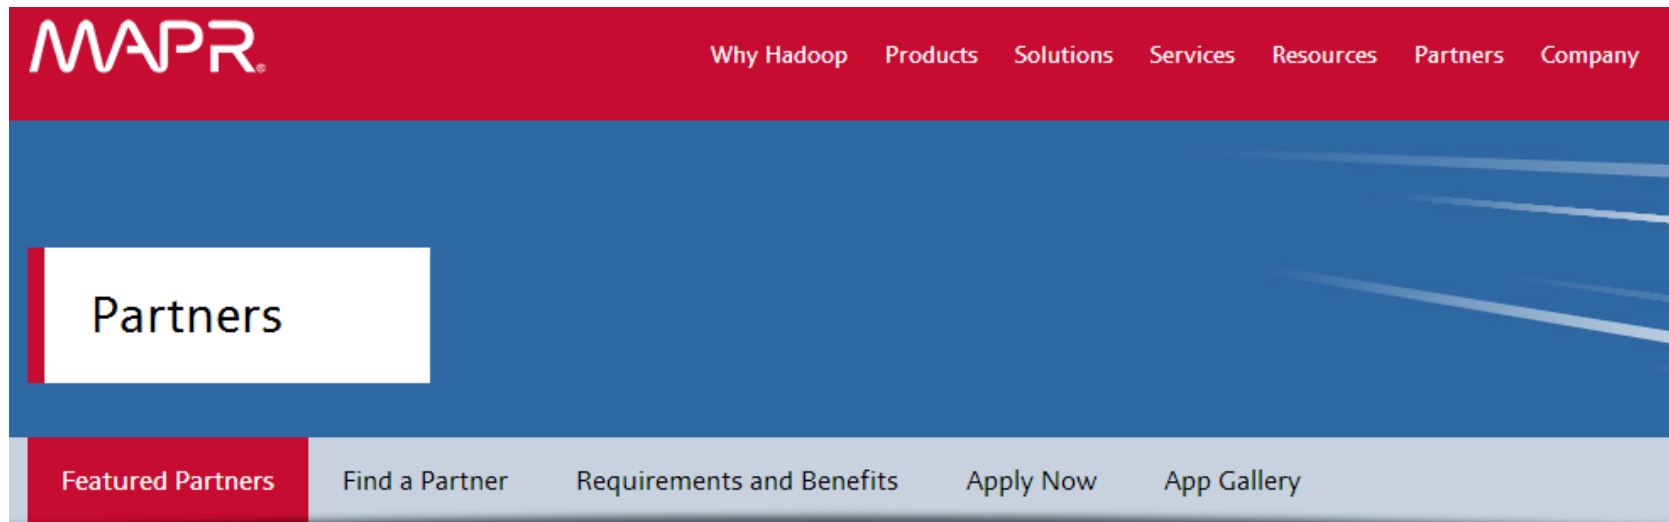 MAPR®
Why Hadoop Products Solutions Services Resources Partners Company
Partners
Featured Partners Find a Partner Requirements and Benefits Apply Now App Gallery